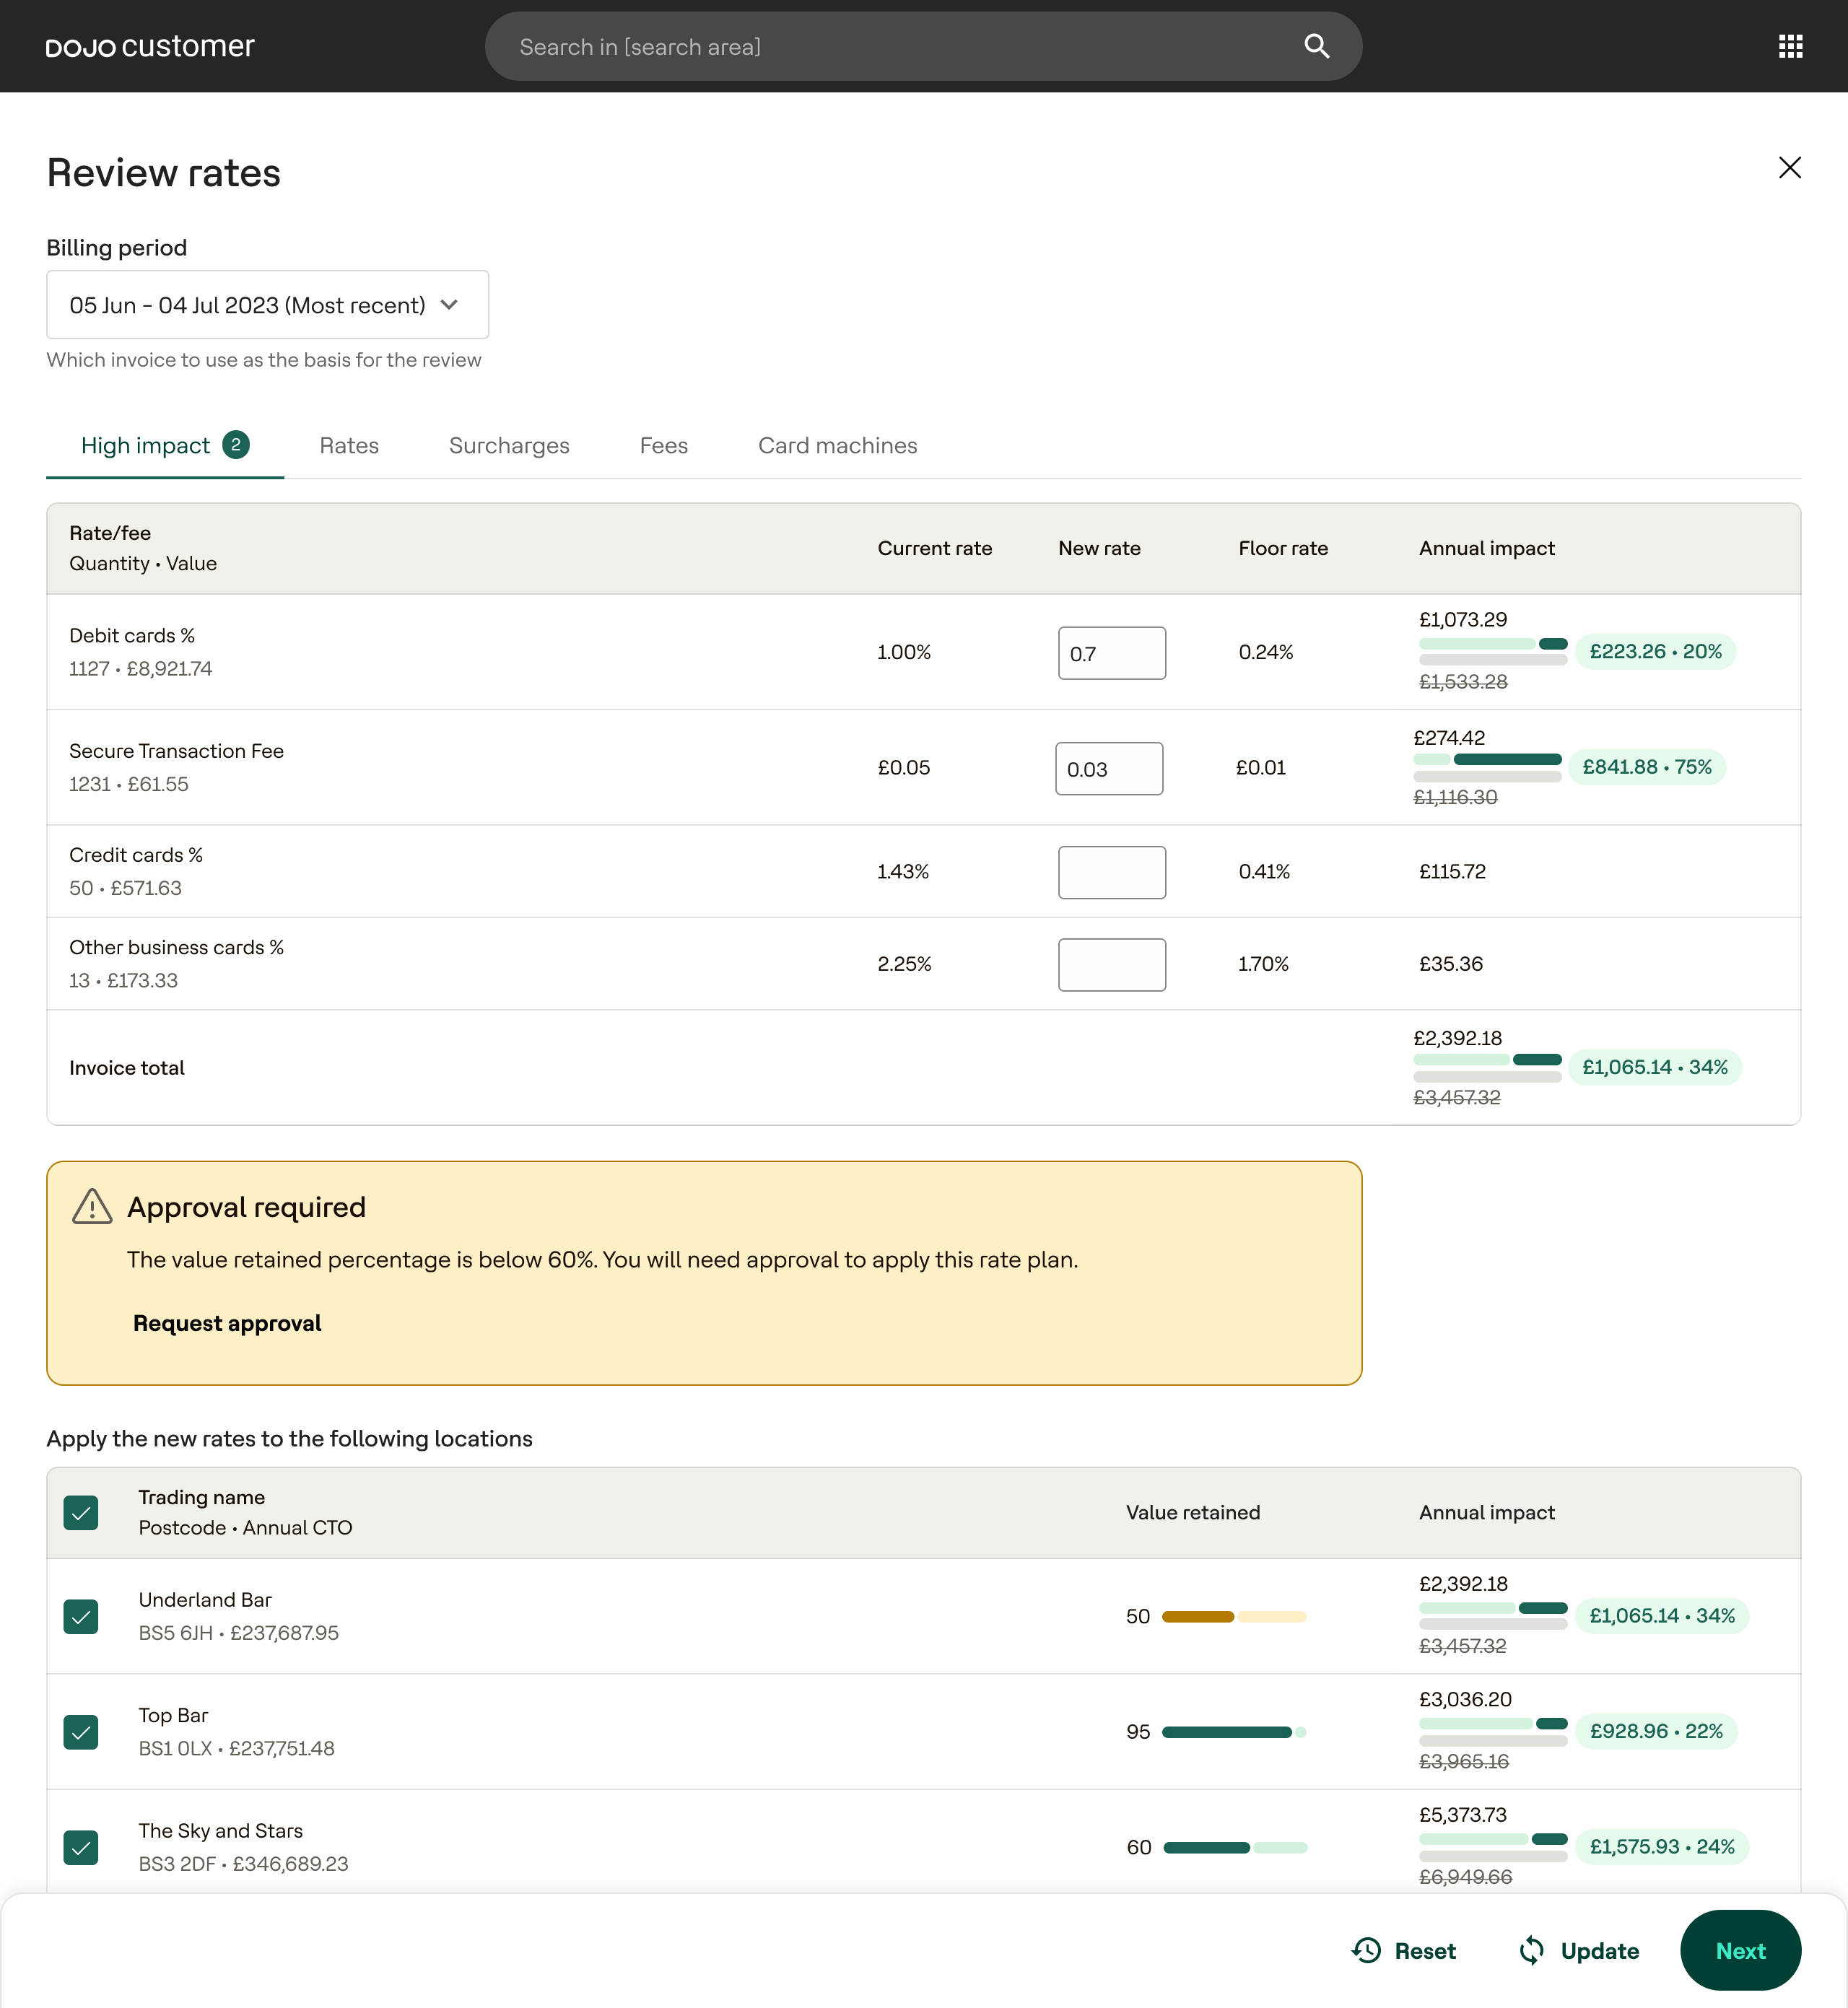 DOJO customer
Search in [search area]
Review rates
Billing period
05 Jun - 04 Jul 2023 (Most recent)
Which invoice to use as the basis for the review
High impact 2 Rates Surcharges Fees Card machines
Rate/fee
Quantity • Value
Current rate New rate Floor rate Annual impact
Debit cards %
1127 • £8,921.74
1.00% 0.7 0.24%
£1,073.29
£223.26 • 20%
£1,533.28
Secure Transaction Fee
1231 • £61.55
£0.05 0.03 £0.01
£274.42
£841.88 • 75%
£1,116.30
Credit cards %
50 • £571.63
1.43% 0.41% £115.72
Other business cards %
13 • £173.33
2.25% 1.70% £35.36
Invoice total
£2,392.18
£1,065.14 • 34%
£3,457.32
Approval required
The value retained percentage is below 60%. You will need approval to apply this rate plan.
Request approval
Apply the new rates to the following locations
Trading name
Postcode • Annual CTO
Value retained Annual impact
Underland Bar
BS5 6JH • £237,687.95
50
£2,392.18
£1,065.14 • 34%
£3,457.32
Top Bar
BS1 0LX • £237,751.48
95
£3,036.20
£928.96 • 22%
£3,965.16
The Sky and Stars
BS3 2DF • £346,689.23
60
£5,373.73
£1,575.93 • 24%
£6,949.66
Reset Update Next